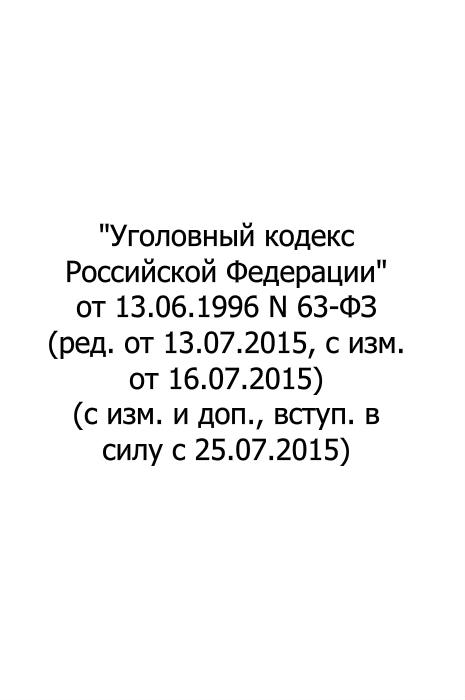 "Уголовный кодекс
Российской Федерации"
от 13.06.1996 N 63-ФЗ
(ред. от 13.07.2015, с изм.
от 16.07.2015)
(с изм. и доп., вступ. в
силу с 25.07.2015)